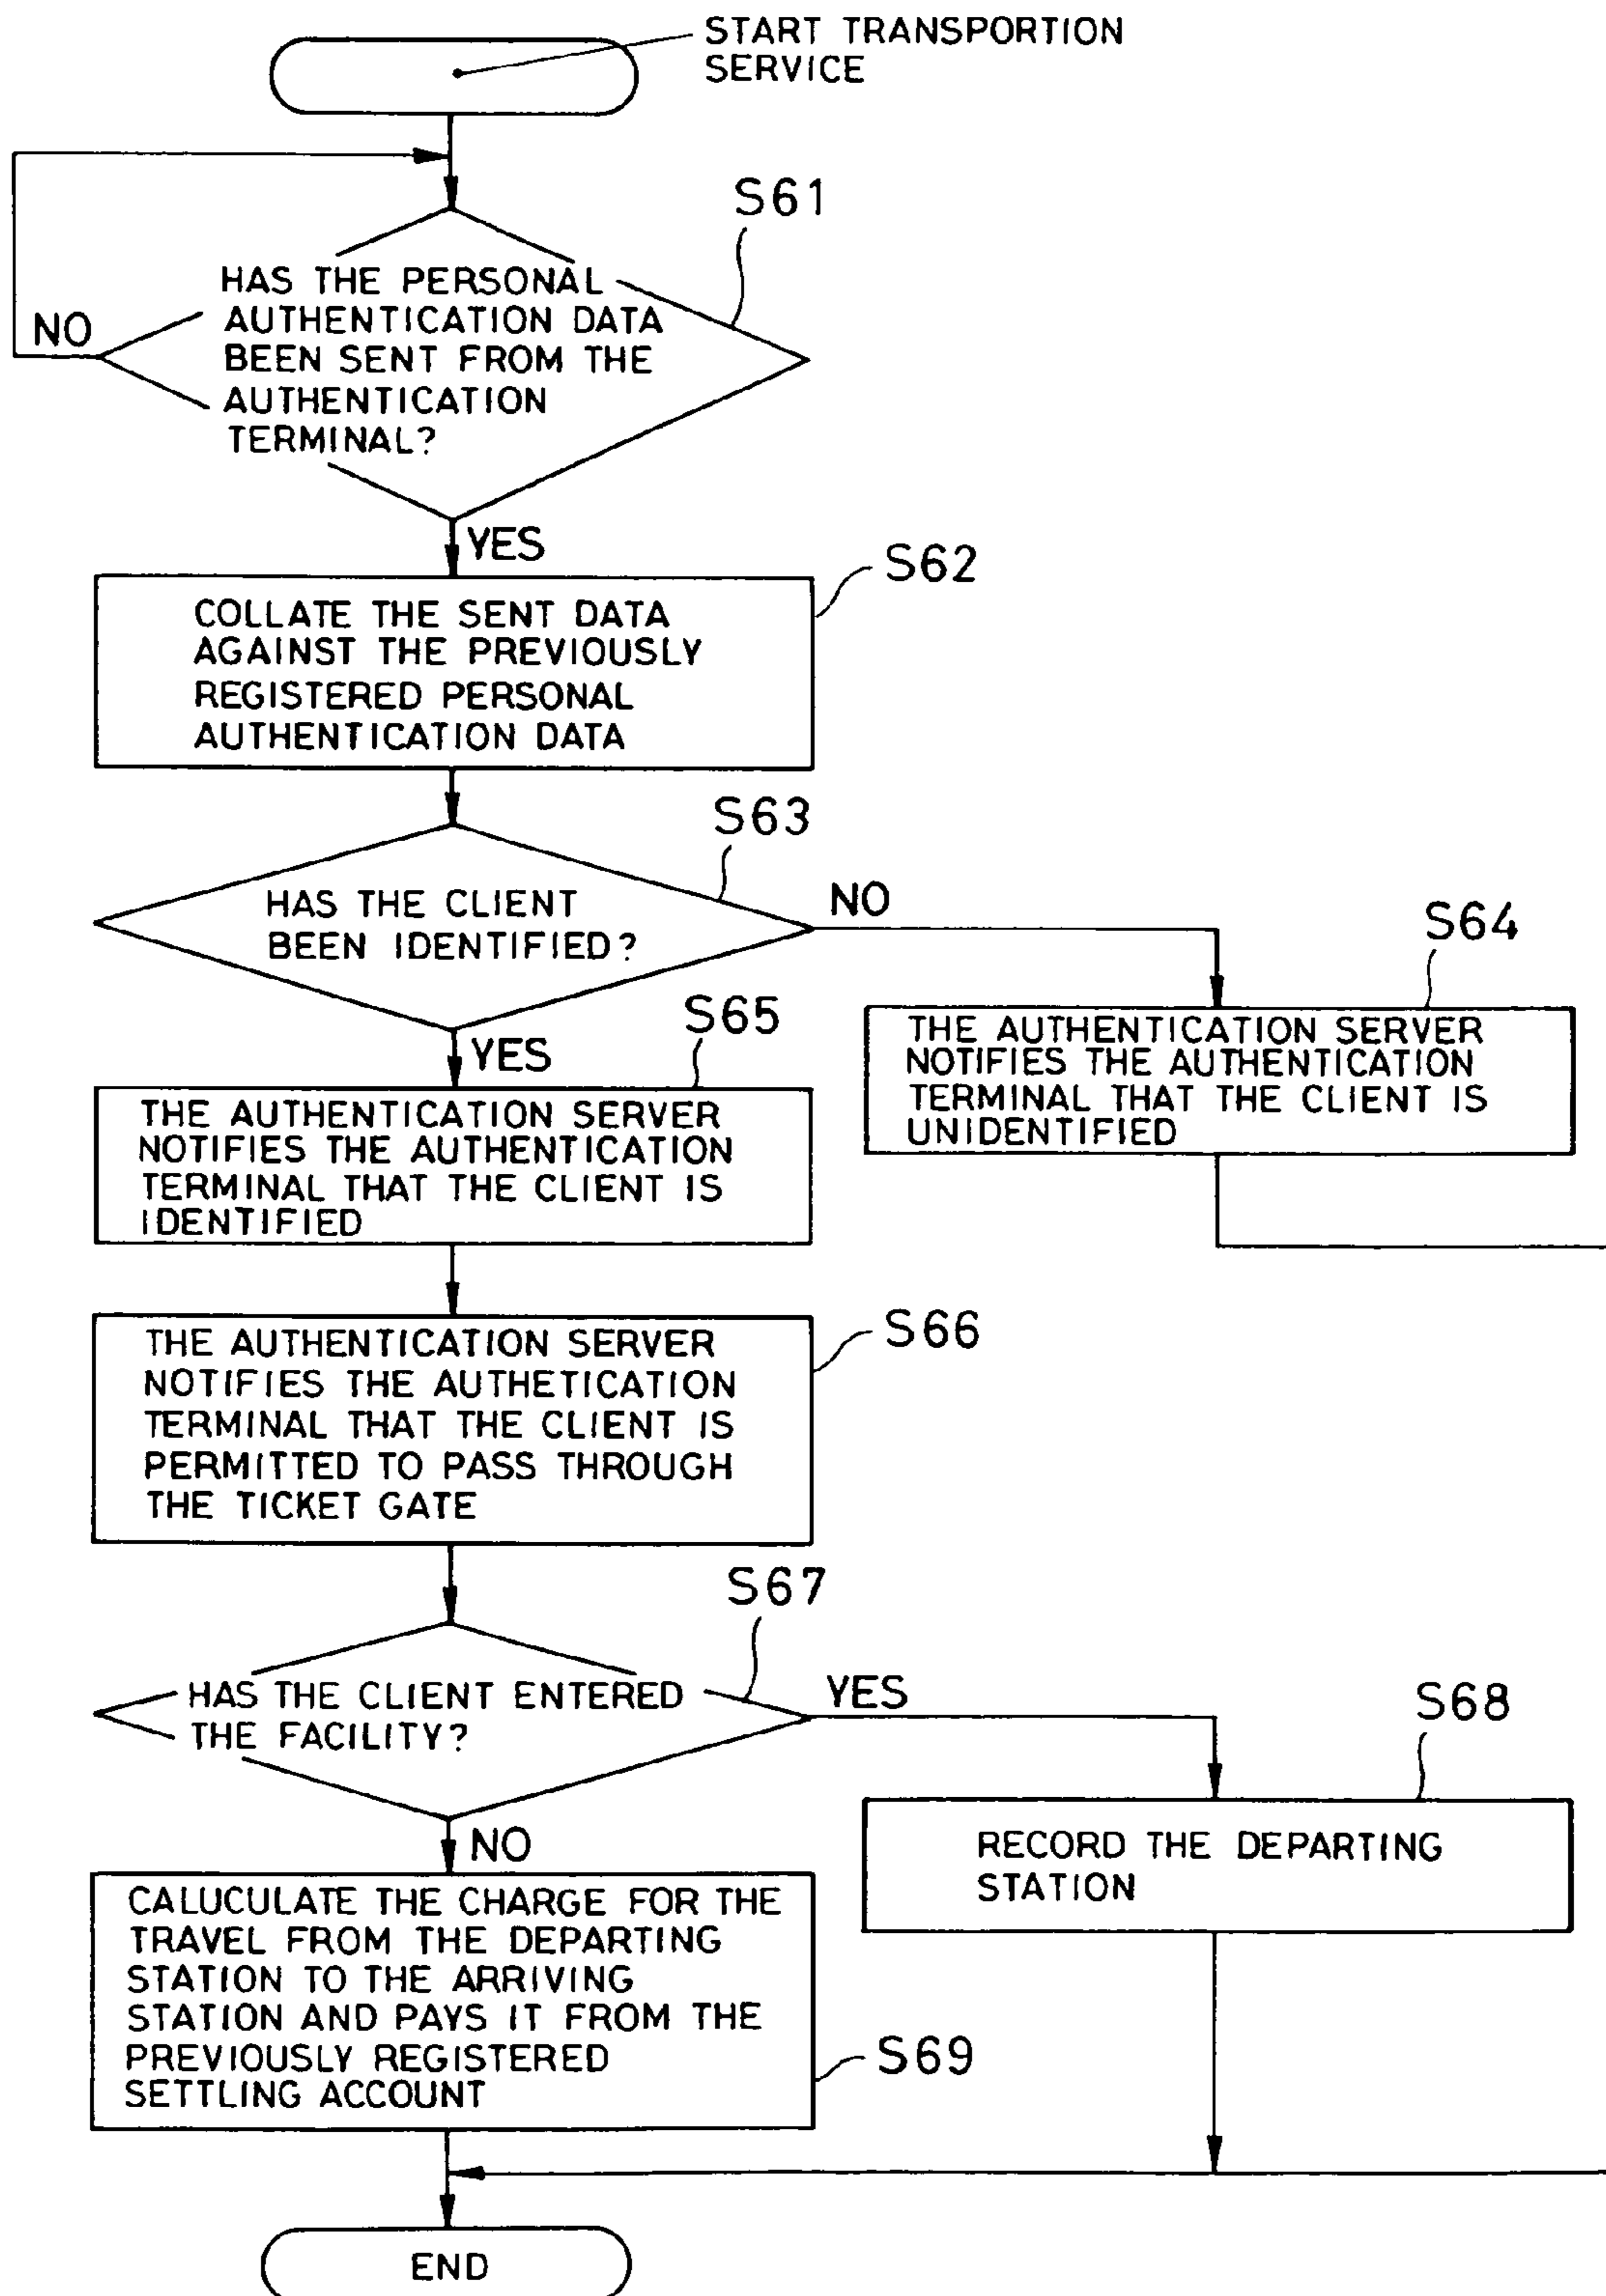 START TRANSPORTION
SERVICE
S61
HAS THE PERSONAL
AUTHENTICATION DATA
BEEN SENT FROM THE
AUTHENTICATION
TERMINAL?
NO
YES
S62
COLLATE THE SENT DATA
AGAINST THE PREVIOUSLY
REGISTERED PERSONAL
AUTHENTICATION DATA
S63
HAS THE CLIENT
BEEN IDENTIFIED?
NO
S64
THE AUTHENTICATION SERVER
NOTIFIES THE AUTHENTICATION
TERMINAL THAT THE CLIENT IS
UNIDENTIFIED
YES
S65
THE AUTHENTICATION SERVER
NOTIFIES THE AUTHENTICATION
TERMINAL THAT THE CLIENT IS
IDENTIFIED
S66
THE AUTHENTICATION SERVER
NOTIFIES THE AUTHETICATION
TERMINAL THAT THE CLIENT IS
PERMITTED TO PASS THROUGH
THE TICKET GATE
S67
HAS THE CLIENT ENTERED
THE FACILITY?
YES
S68
RECORD THE DEPARTING
STATION
NO
CALUCULATE THE CHARGE FOR THE
TRAVEL FROM THE DEPARTING
STATION TO THE ARRIVING
STATION AND PAYS IT FROM THE
PREVIOUSLY REGISTERED
SETTLING ACCOUNT
S69
END